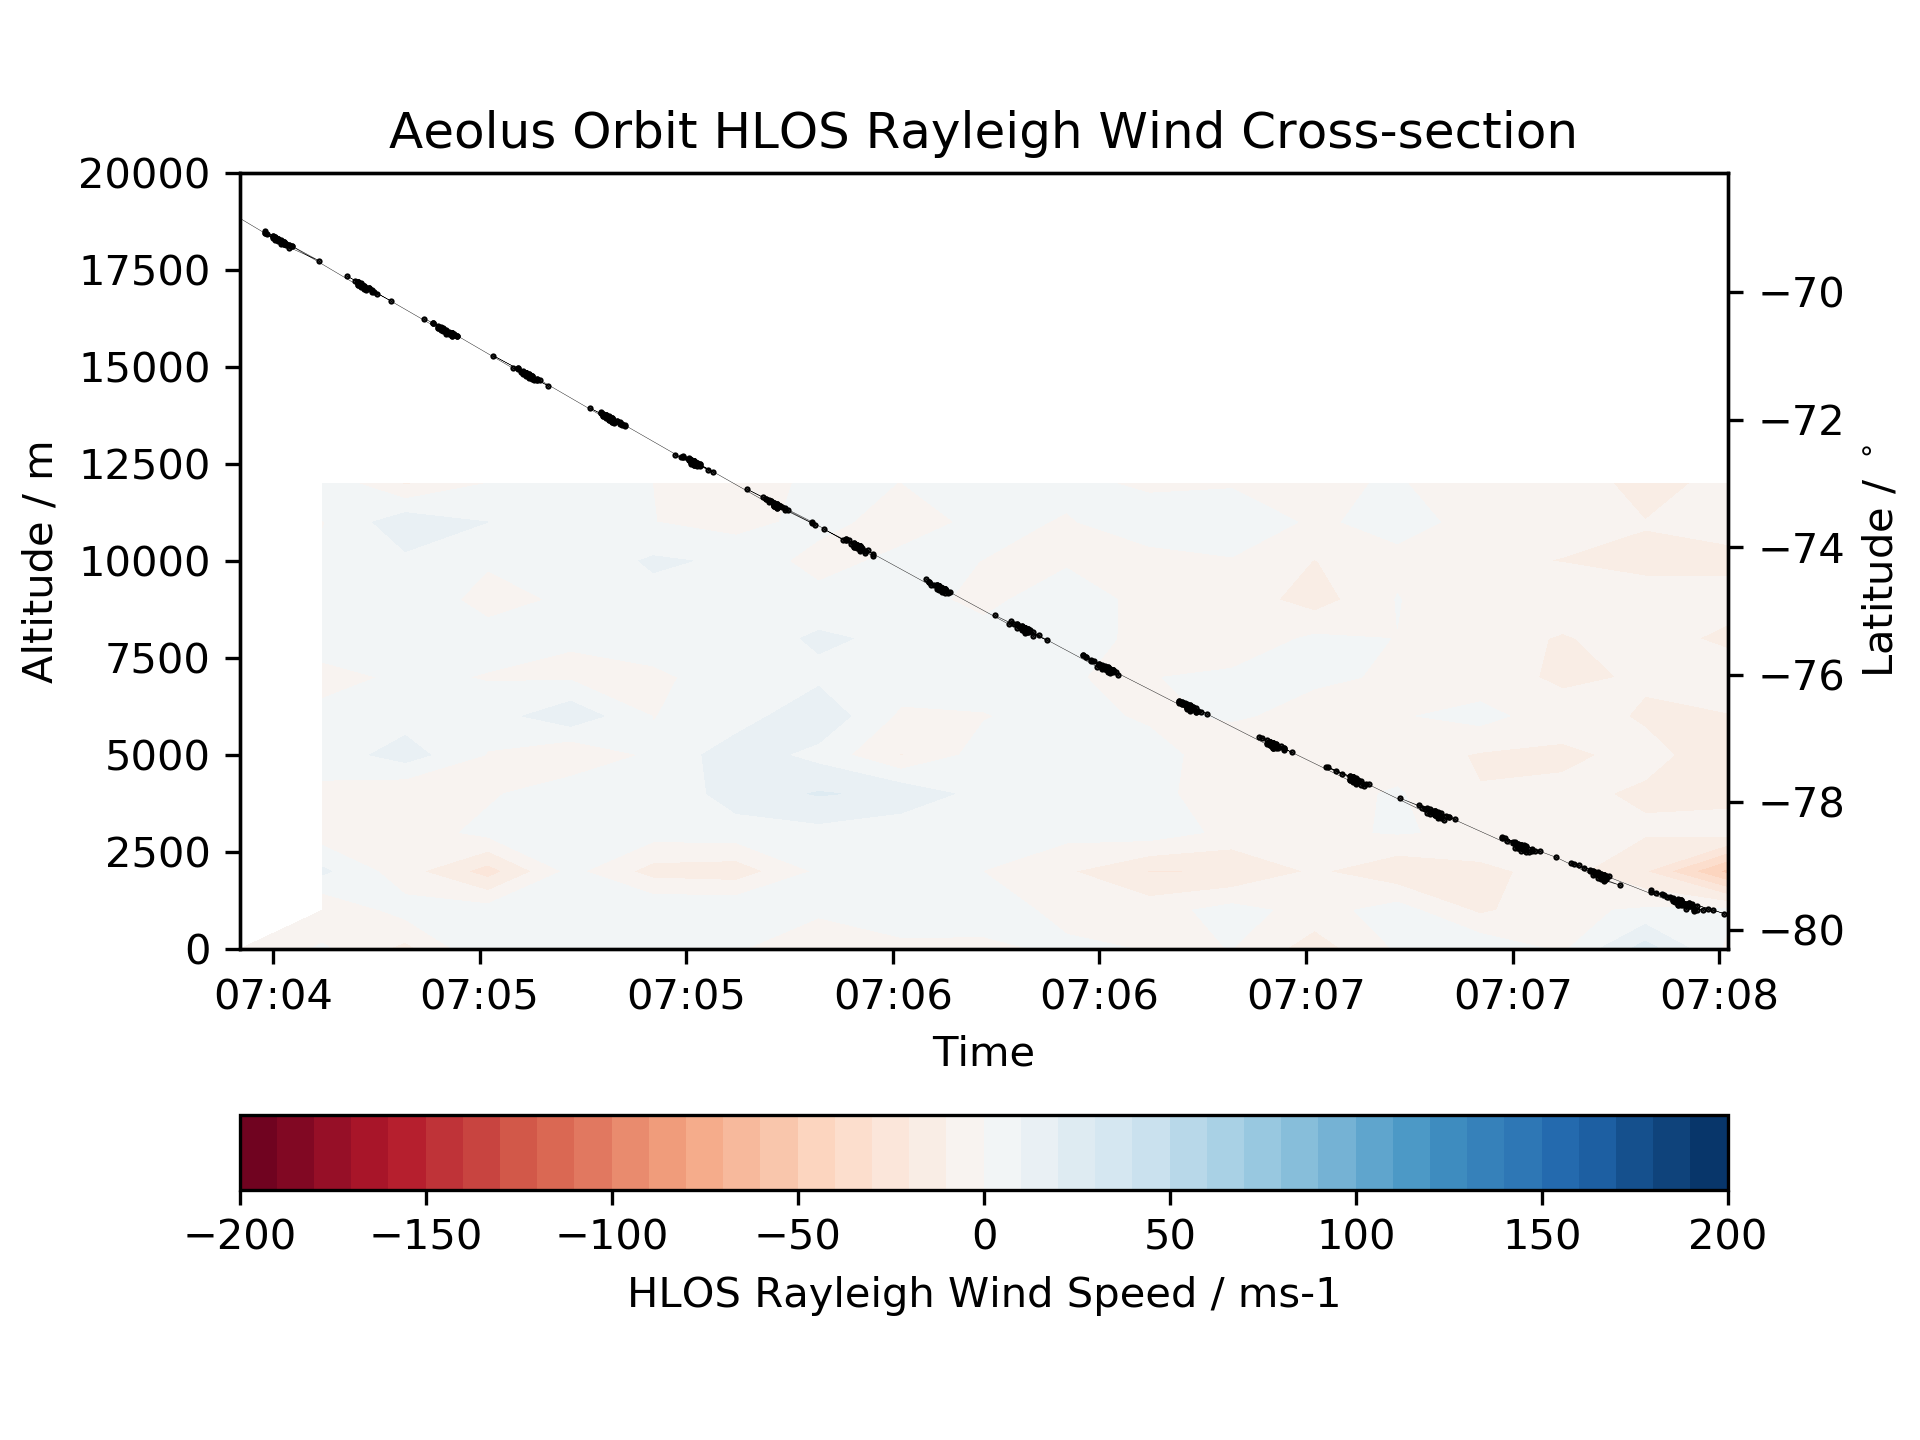 Aeolus Orbit HLOS Rayleigh Wind Cross-section
20000
17500
15000
12500
10000
7500
5000
2500
0
Altitude / m
−70
−72
−74
−76
−78
−80
Latitude / °
07:04 07:05 07:05 07:06 07:06 07:07 07:07 07:08
Time
−200 −150 −100 −50 0 50 100 150 200
HLOS Rayleigh Wind Speed / ms-1